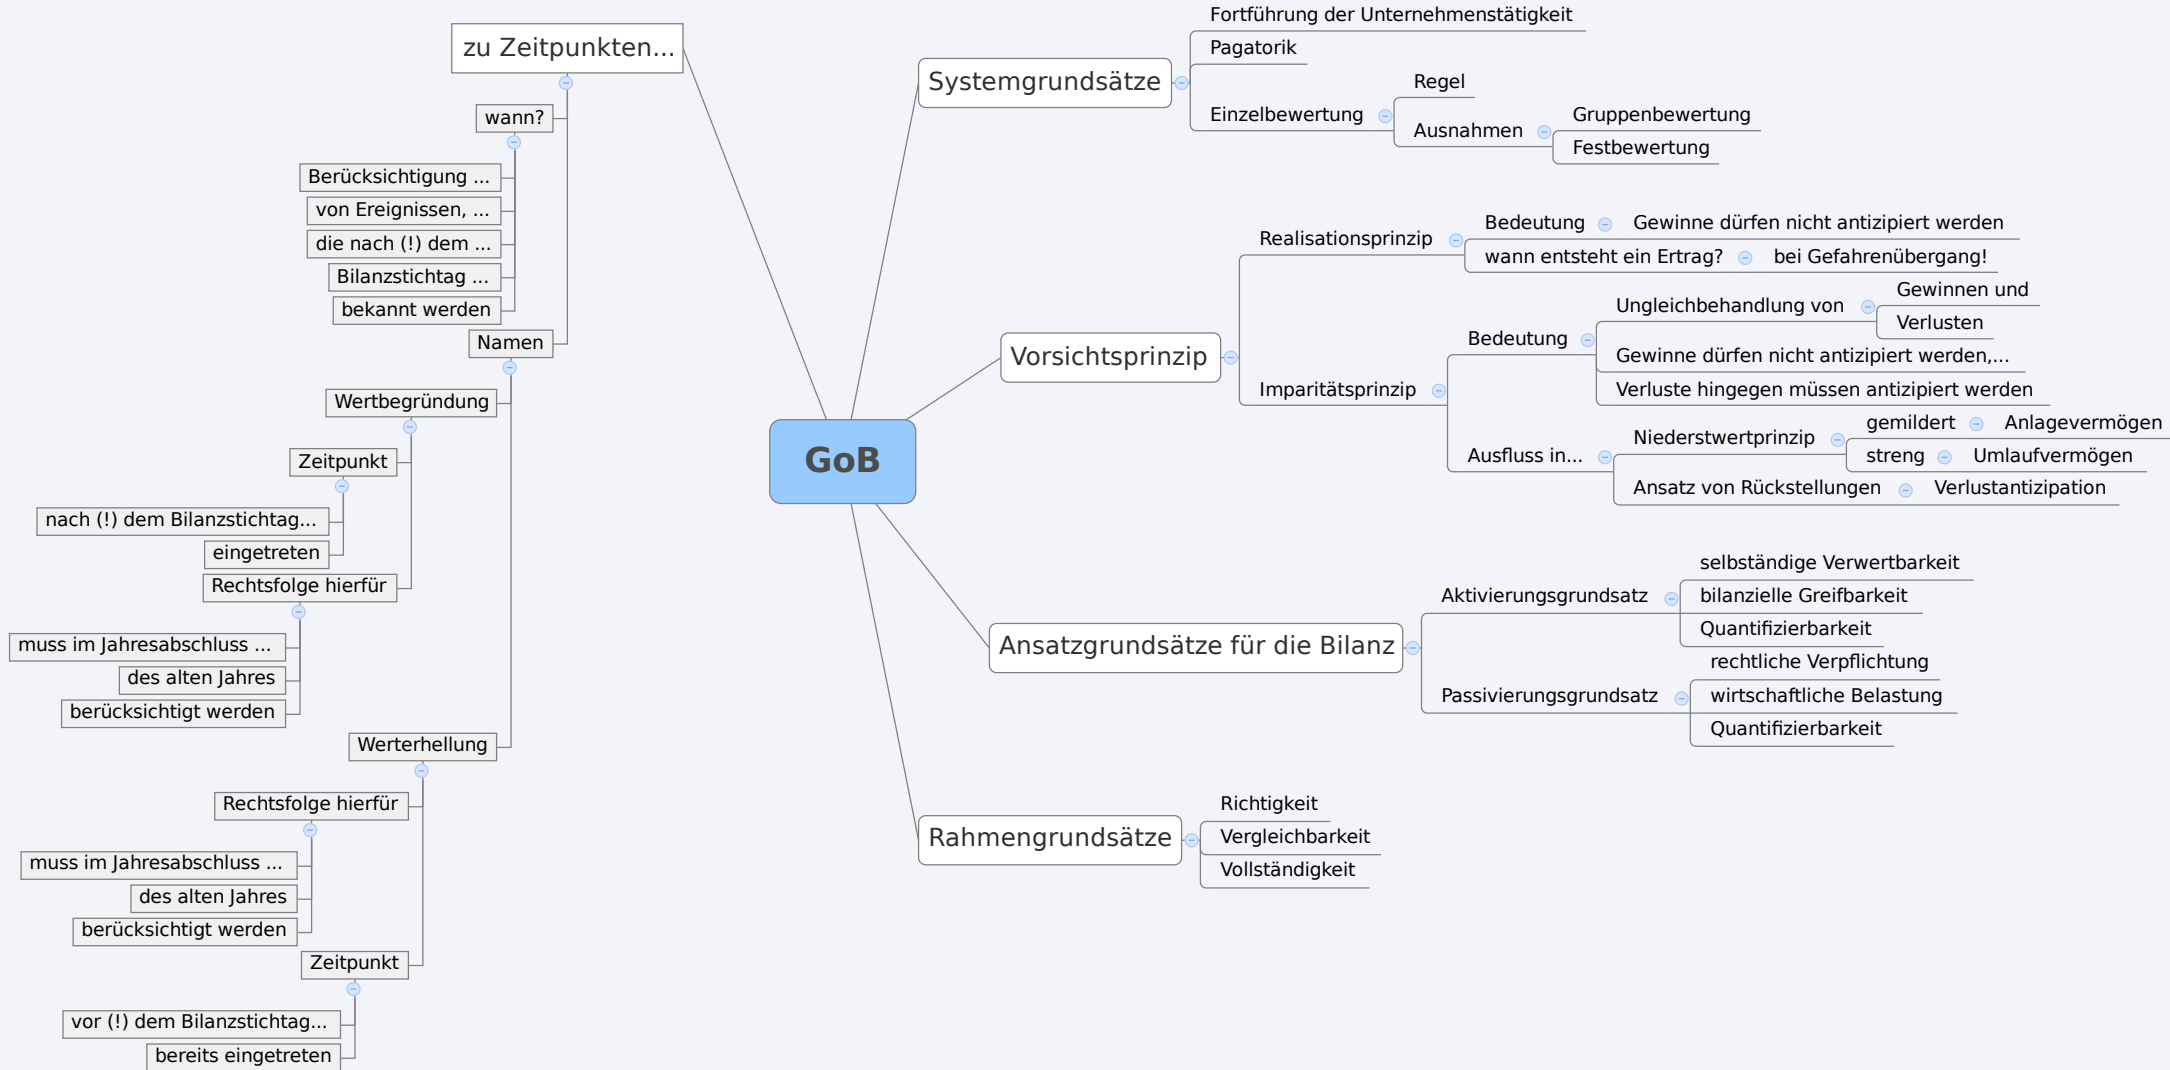 GoB
zu Zeitpunkten...
wann?
Berücksichtigung ...
von Ereignissen, ...
die nach (!) dem ...
Bilanzstichtag ...
bekannt werden
Namen
Wertbegründung
Zeitpunkt
nach (!) dem Bilanzstichtag...
eingetreten
Rechtsfolge hierfür
muss im Jahresabschluss ...
des alten Jahres
berücksichtigt werden
Werterhellung
Rechtsfolge hierfür
muss im Jahresabschluss ...
des alten Jahres
berücksichtigt werden
Zeitpunkt
vor (!) dem Bilanzstichtag...
bereits eingetreten
Systemgrundsätze
Fortführung der Unternehmenstätigkeit
Pagatorik
Einzelbewertung
Regel
Ausnahmen
Gruppenbewertung
Festbewertung
Vorsichtsprinzip
Realisationsprinzip
Bedeutung
Gewinne dürfen nicht antizipiert werden
wann entsteht ein Ertrag?
bei Gefahrenübergang!
Imparitätsprinzip
Bedeutung
Ungleichbehandlung von
Gewinnen und
Verlusten
Gewinne dürfen nicht antizipiert werden,...
Verluste hingegen müssen antizipiert werden
Ausfluss in...
Niederstwertprinzip
gemildert
Anlagevermögen
streng
Umlaufvermögen
Ansatz von Rückstellungen
Verlustantizipation
Ansatzgrundsätze für die Bilanz
Aktivierungsgrundsatz
selbständige Verwertbarkeit
bilanzielle Greifbarkeit
Quantifizierbarkeit
Passivierungsgrundsatz
rechtliche Verpflichtung
wirtschaftliche Belastung
Quantifizierbarkeit
Rahmengrundsätze
Richtigkeit
Vergleichbarkeit
Vollständigkeit